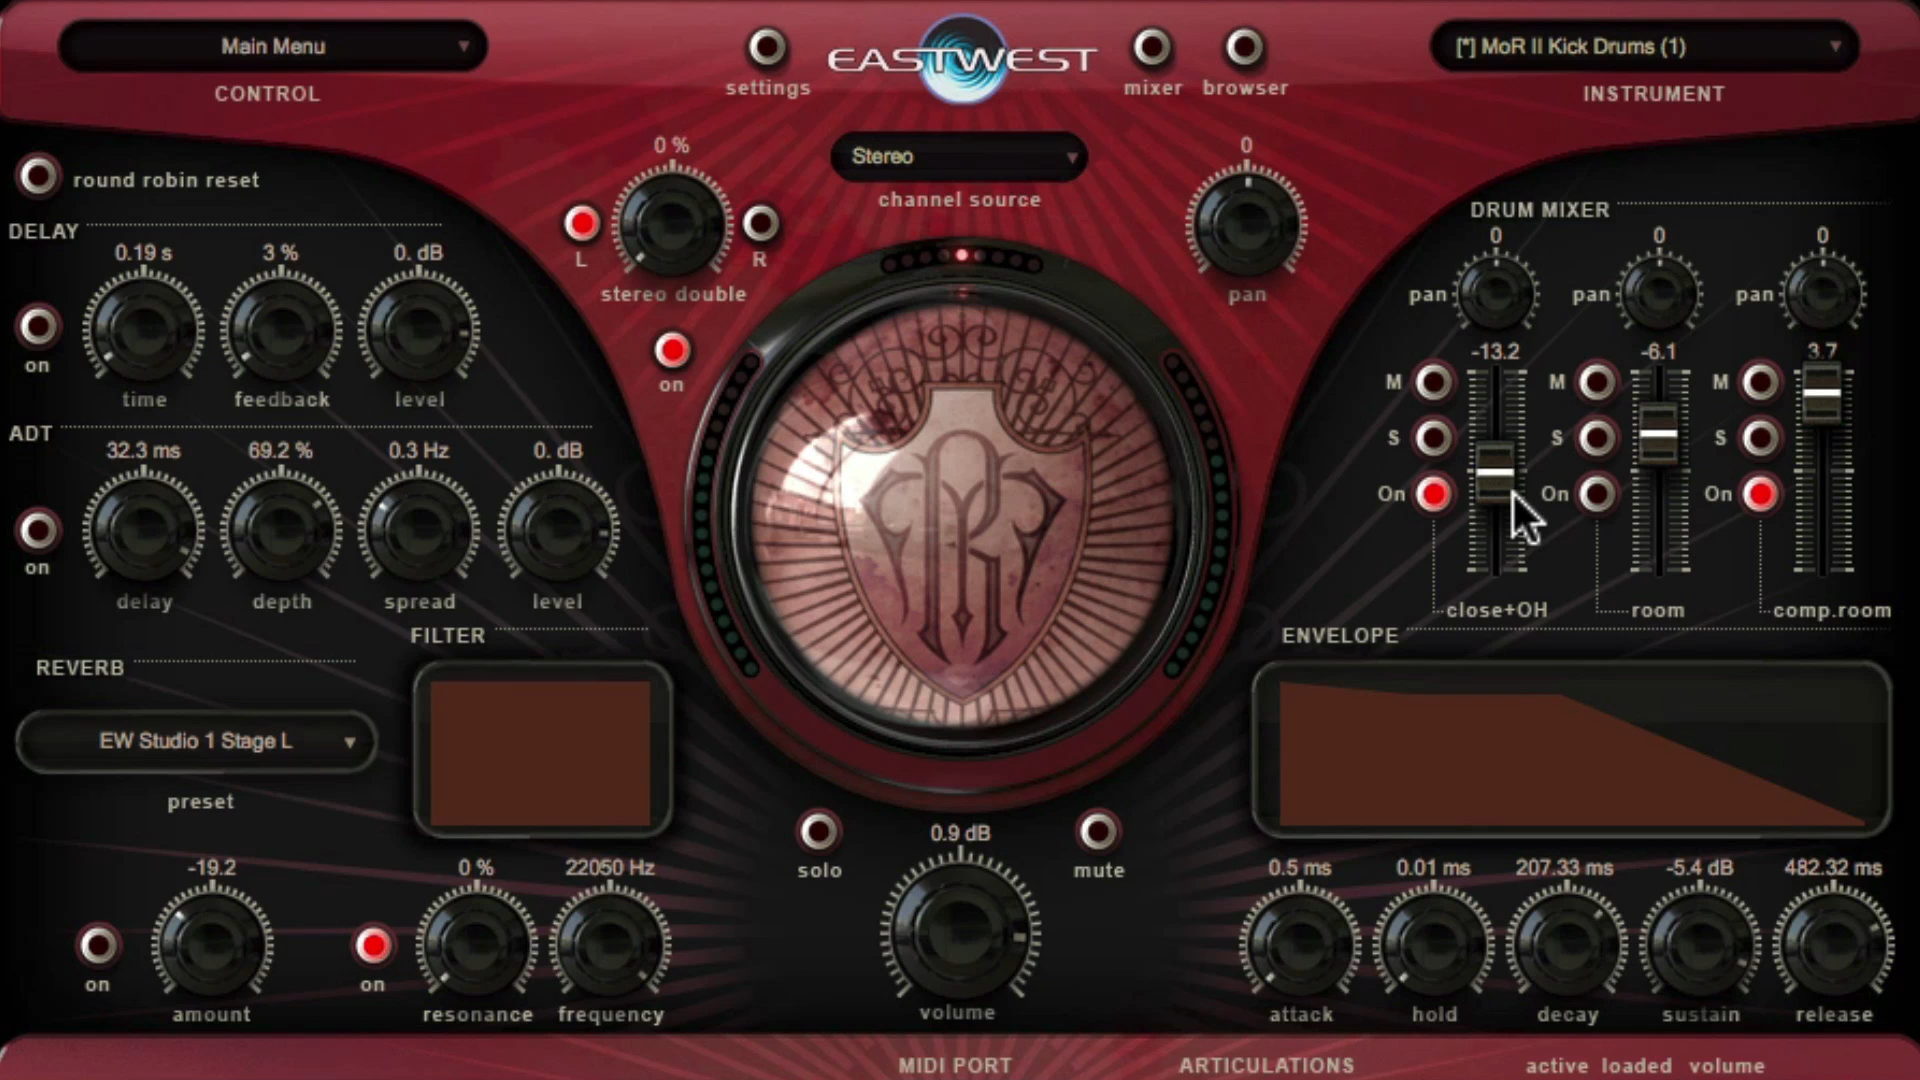 Main Menu
CONTROL
settings
EASTWEST
mixer
browser
[*] MoR II Kick Drums (1)
INSTRUMENT
round robin reset
0 %
L
R
stereo double
on
Stereo
channel source
0
pan
DELAY
0.19 s
3 %
0. dB
on
time
feedback
level
ADT
32.3 ms
69.2 %
0.3 Hz
0. dB
on
delay
depth
spread
level
DRUM MIXER
0
0
0
pan
pan
pan
-13.2
-6.1
3.7
M
M
M
S
S
S
On
On
On
close+OH
room
comp.room
REVERB
EW Studio 1 Stage L
preset
-19.2
on
amount
FILTER
0 %
22050 Hz
on
resonance
frequency
solo
0.9 dB
mute
volume
ENVELOPE
0.5 ms
0.01 ms
207.33 ms
-5.4 dB
482.32 ms
attack
hold
decay
sustain
release
MIDI PORT
ARTICULATIONS
active loaded volume